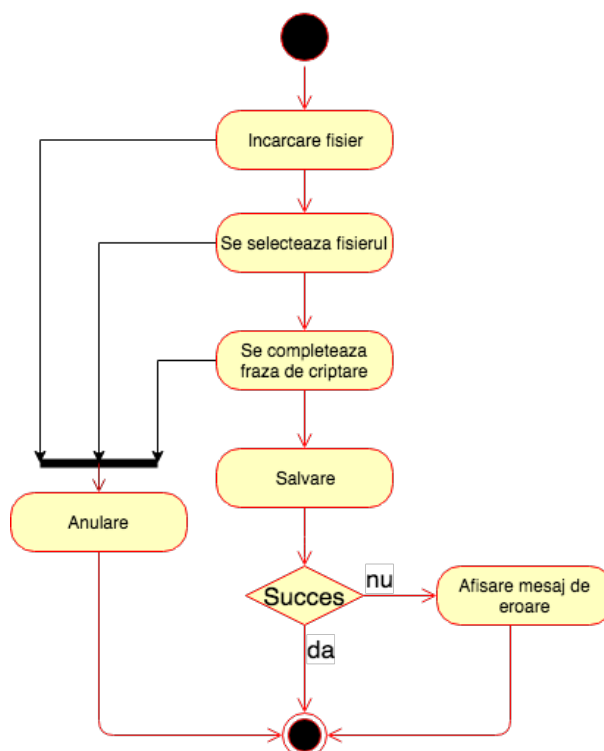 Incarcare fisier
Se selecteaza fisierul
Se completeaza
fraza de criptare
Salvare
Anulare
Succes
nu
Afisare mesaj de
eroare
da